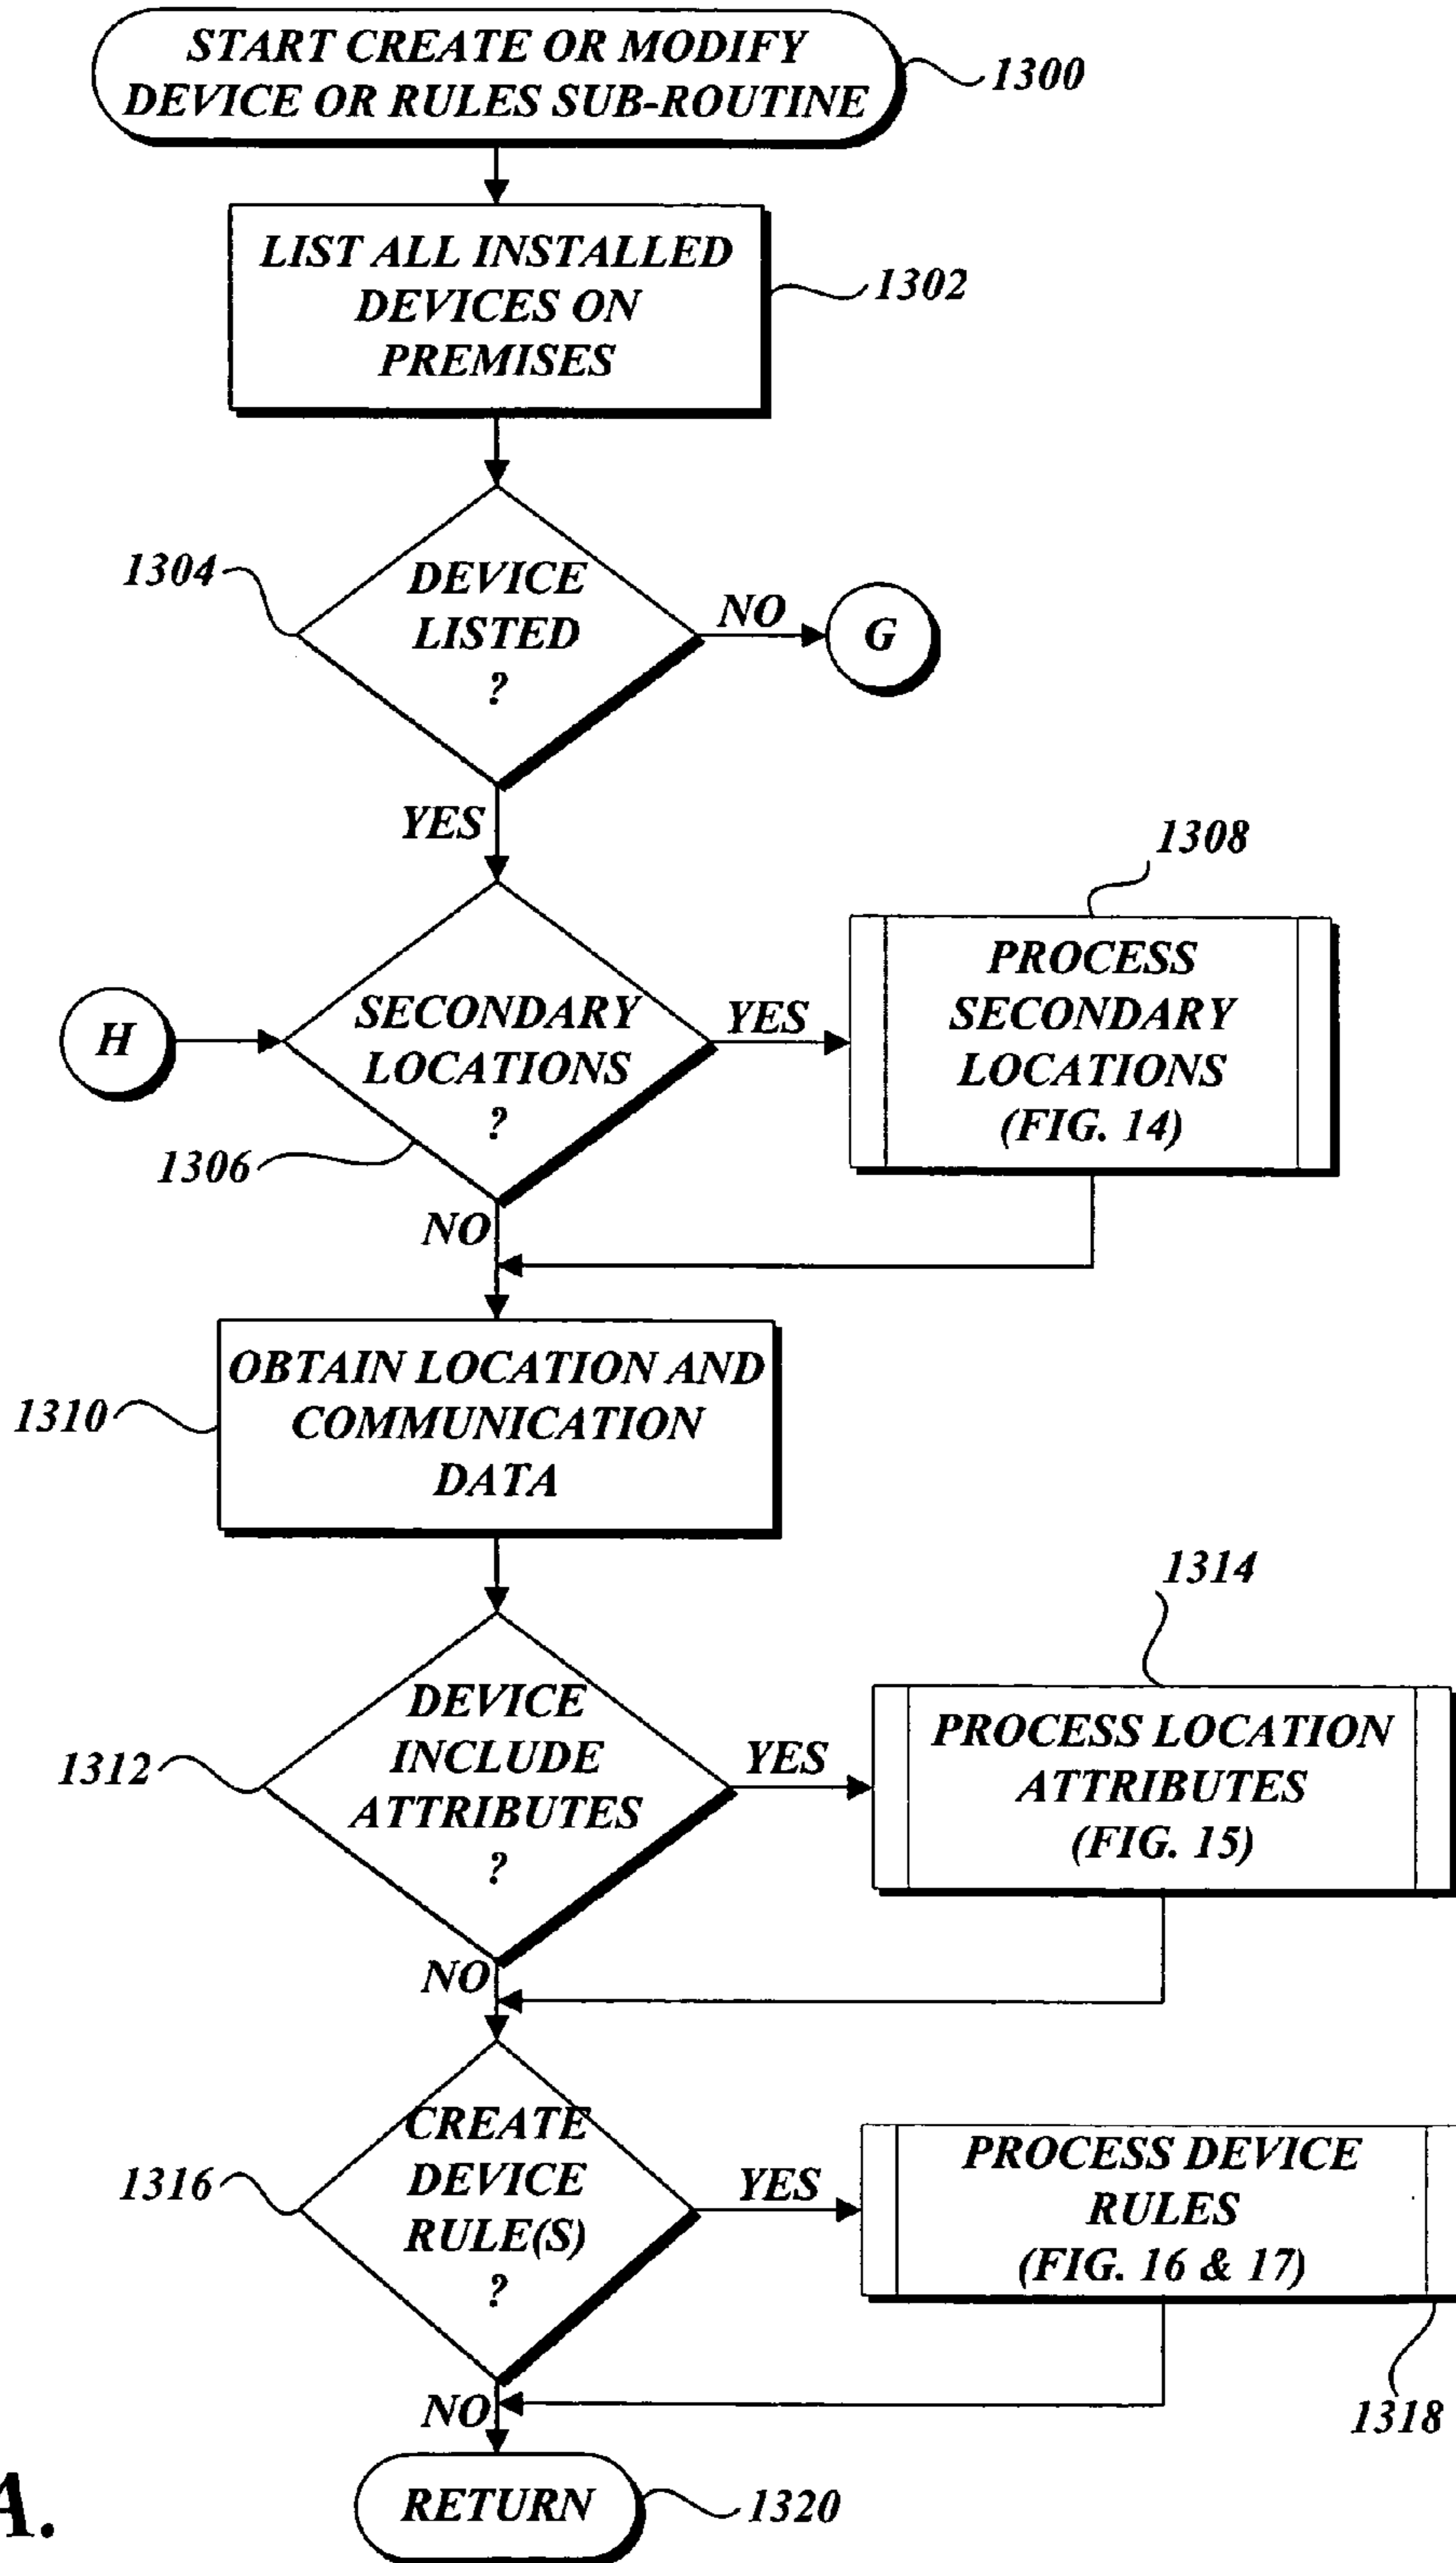 START CREATE OR MODIFY
DEVICE OR RULES SUB-ROUTINE
1300
LIST ALL INSTALLED
DEVICES ON
PREMISES
1302
1304
DEVICE
LISTED
?
NO
G
YES
1308
H
SECONDARY
LOCATIONS
?
1306
YES
PROCESS
SECONDARY
LOCATIONS
(FIG. 14)
NO
OBTAIN LOCATION AND
COMMUNICATION
DATA
1310
1314
1312
DEVICE
INCLUDE
ATTRIBUTES
?
YES
PROCESS LOCATION
ATTRIBUTES
(FIG. 15)
NO
1316
CREATE
DEVICE
RULE(S)
?
YES
PROCESS DEVICE
RULES
(FIG. 16 & 17)
1318
NO
RETURN
1320
A.